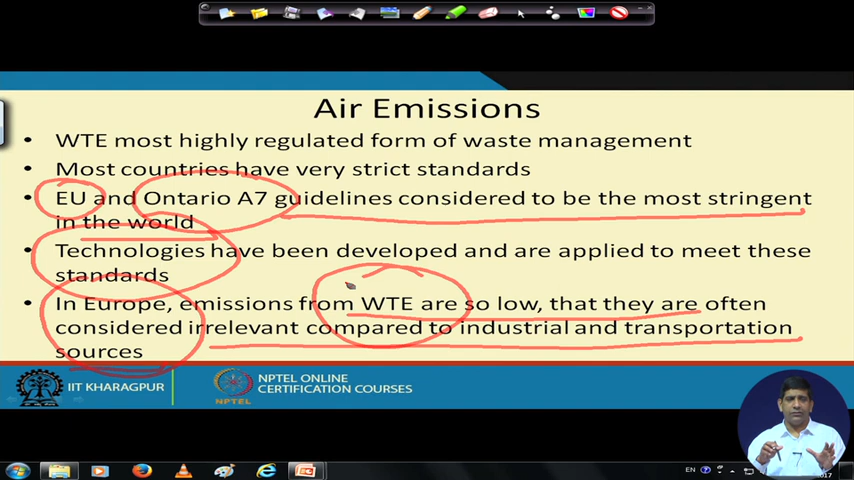 Air Emissions
• WTE most highly regulated form of waste management
• Most countries have very strict standards
• EU and Ontario A7 guidelines considered to be the most stringent
in the world
• Technologies have been developed and are applied to meet these
standards
• In Europe, emissions from WTE are so low, that they are often
considered irrelevant compared to industrial and transportation
sources
IIT KHARAGPUR
NPTEL
NPTEL ONLINE
CERTIFICATION COURSES
EN
2017